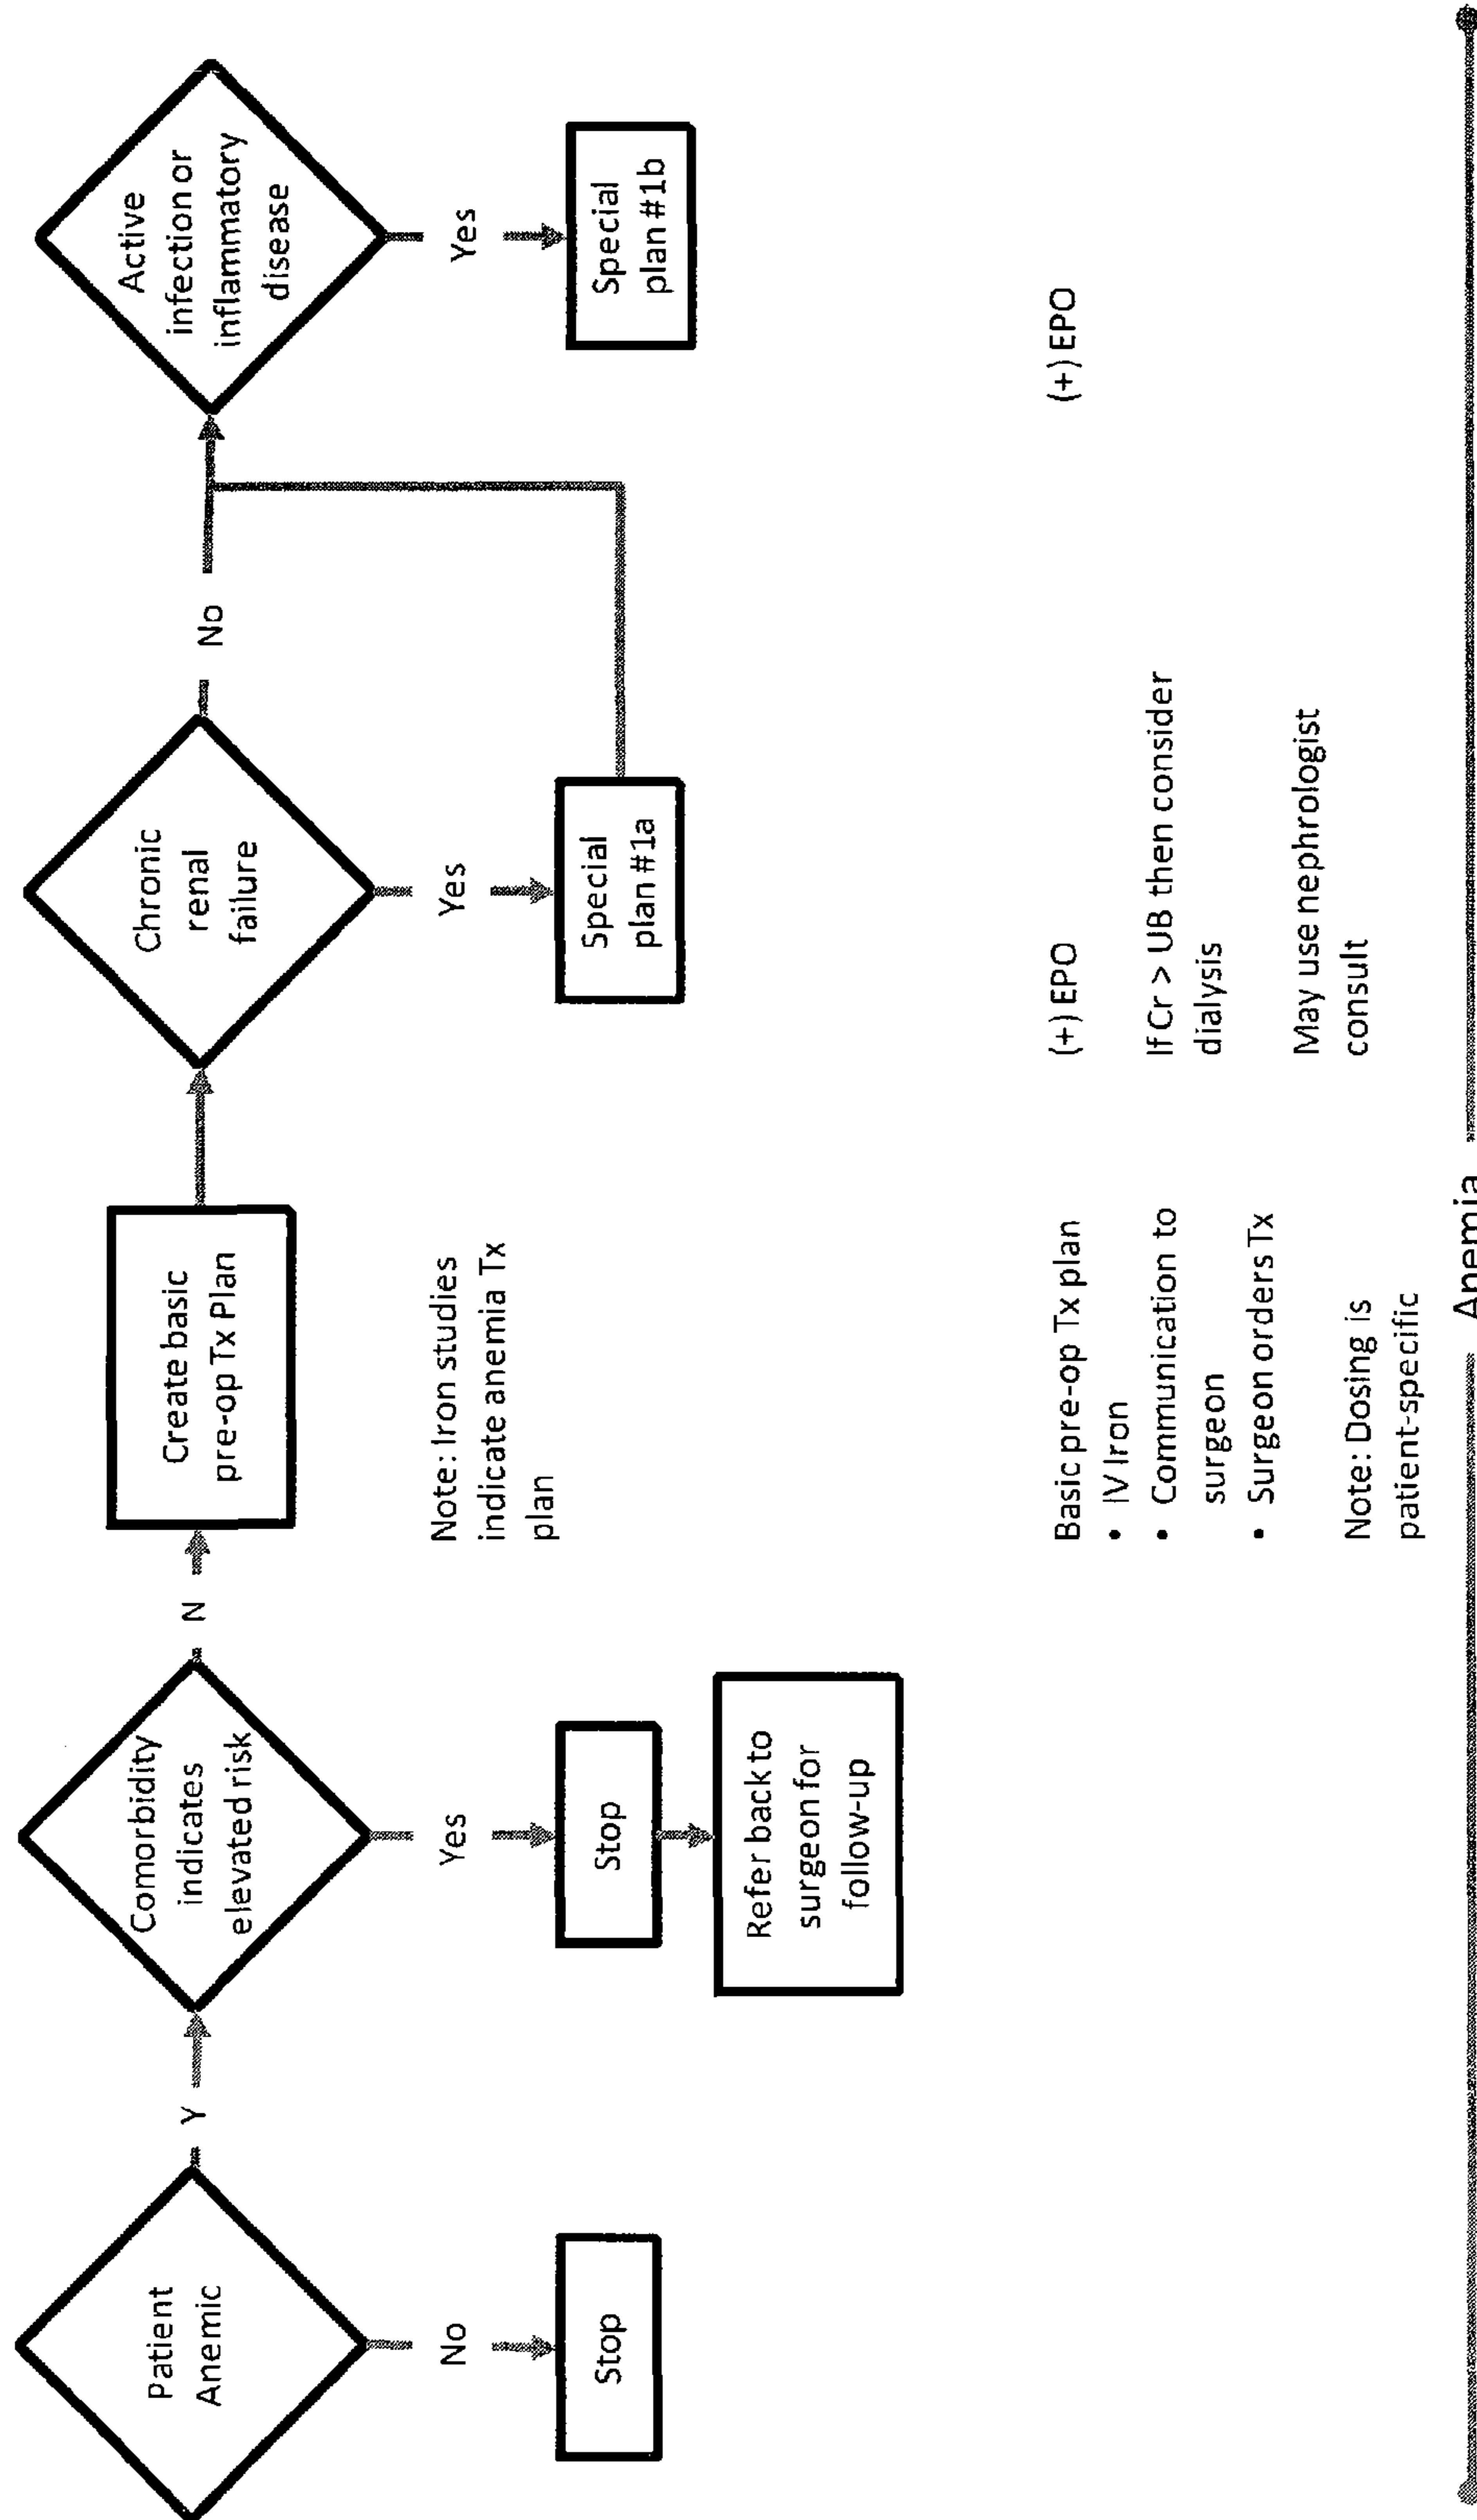 Patient
Anemic
Y
No
Stop
Comorbidity
indicates
elevated risk
N
Yes
Stop
Refer back to
surgeon for
follow-up
Create basic
pre-op Tx Plan
Note: Iron studies
indicate anemia Tx
plan
Chronic
renal
failure
No
Yes
Special
plan #1a
Active
infection or
inflammatory
disease
Yes
Special
plan #1b
Basic pre-op Tx plan
• IV Iron
• Communication to
surgeon
• Surgeon orders Tx
Note: Dosing is
patient-specific
(+) EPO
If Cr > UB then consider
dialysis
May use nephrologist
consult
(+) EPO
Anemia